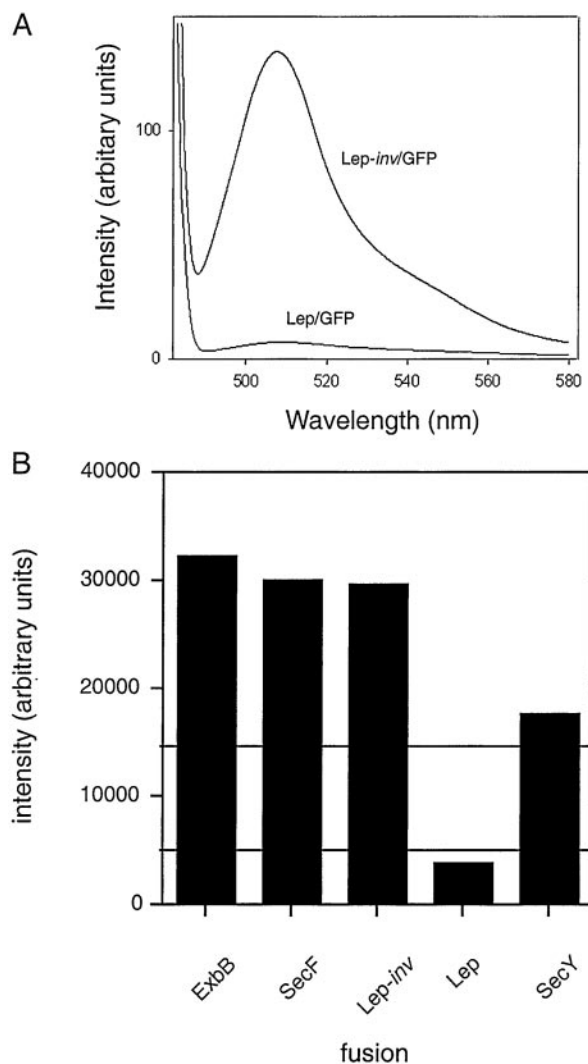 A
Intensity (arbitary units)
100
0
Lep-inv/GFP
Lep/GFP
500
520
540
560
580
Wavelength (nm)
B
intensity (arbitrary units)
40000
30000
20000
10000
0
ExbB
SecF
Lep-inv
Lep
SecY
fusion